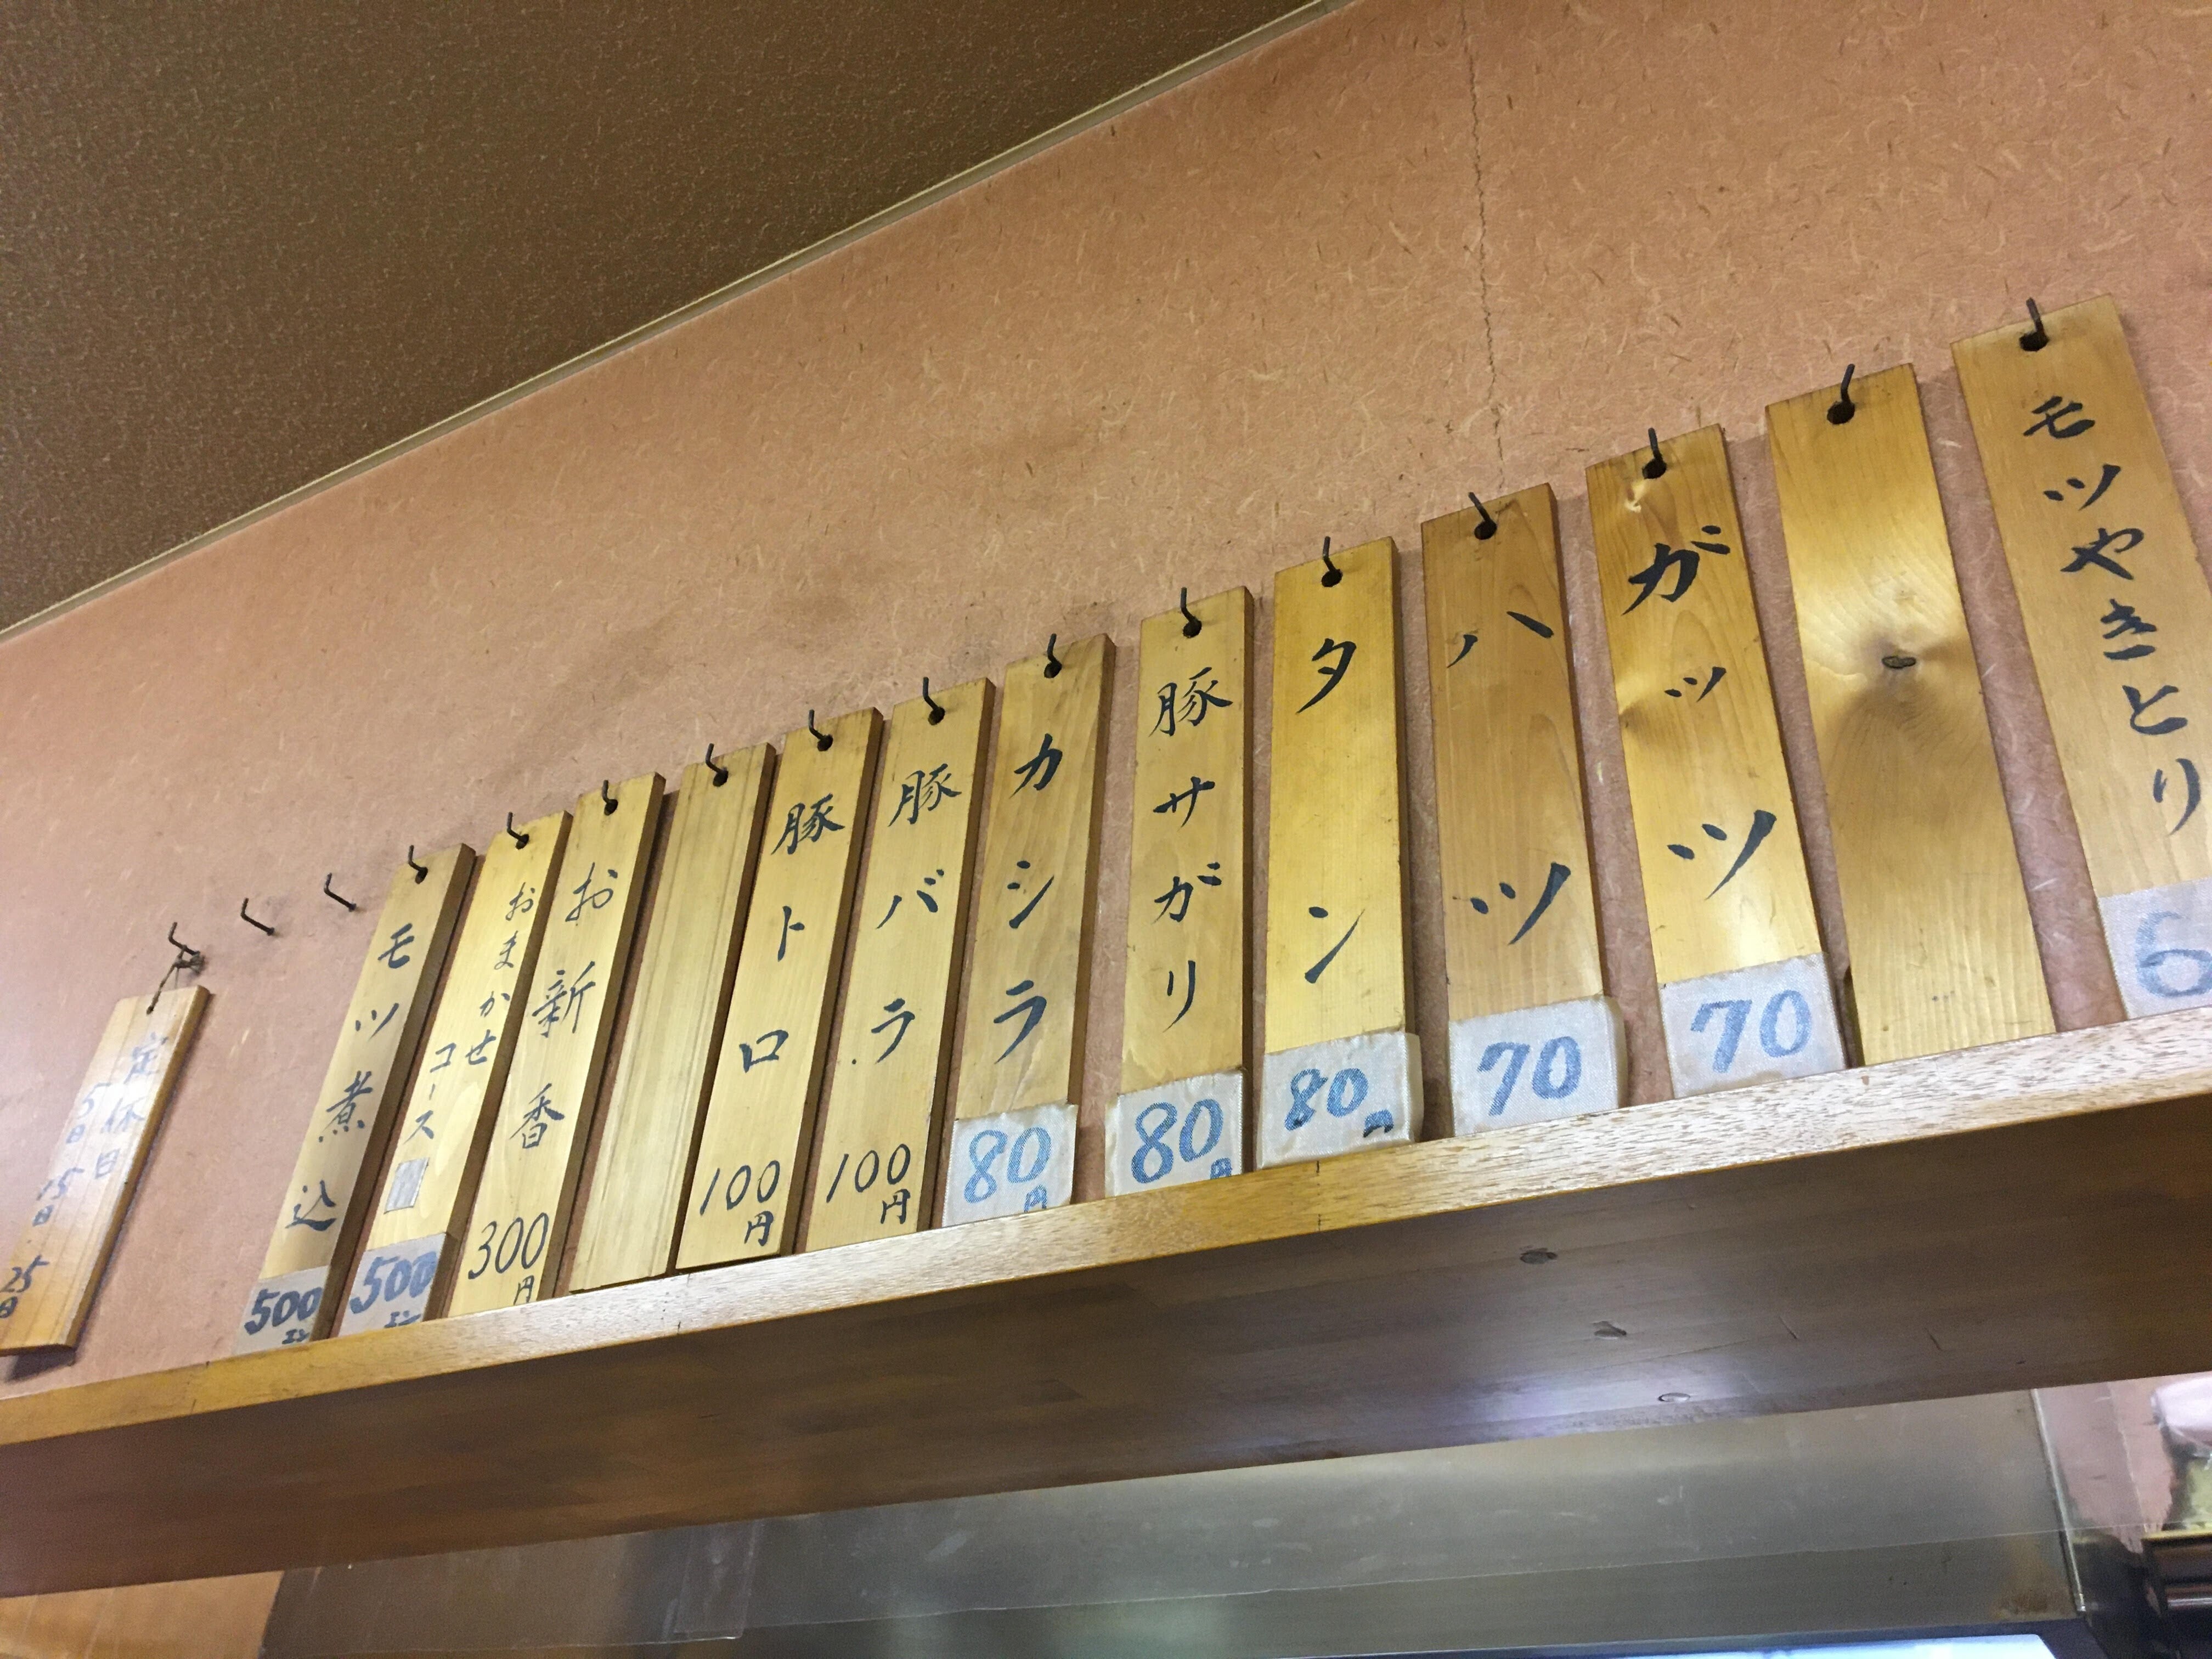 モツやきとり
ガッツ
70
ハツ
70
タン
80円
豚サガリ
80円
カシラ
80円
豚バラ
100円
豚トロ
100円
お新香
300円
おまかせ
コース
500
モツ煮込
500
定休日
5日 15日 25日